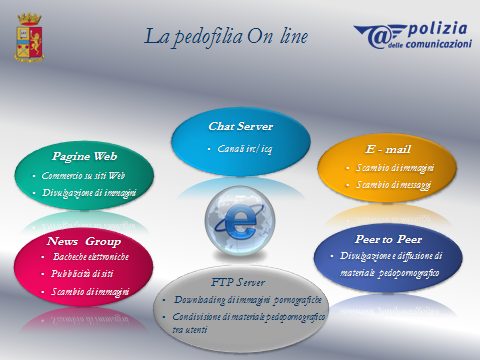 La pedofilia On line
polizia
delle comunicazioni
Chat Server
• Canali irc/icq
Pagine Web
• Commercio su siti Web
• Divulgazione di immagini
E - mail
• Scambio di immagini
• Scambio di messaggi
News Group
• Bacheche elettroniche
• Pubblicità di siti
• Scambio di immagini
Peer to Peer
• Divulgazione e diffusione di
materiale pedopornografico
FTP Server
• Downloading di immagini pornografiche
• Condivisione di materiale pedopornografico
tra utenti